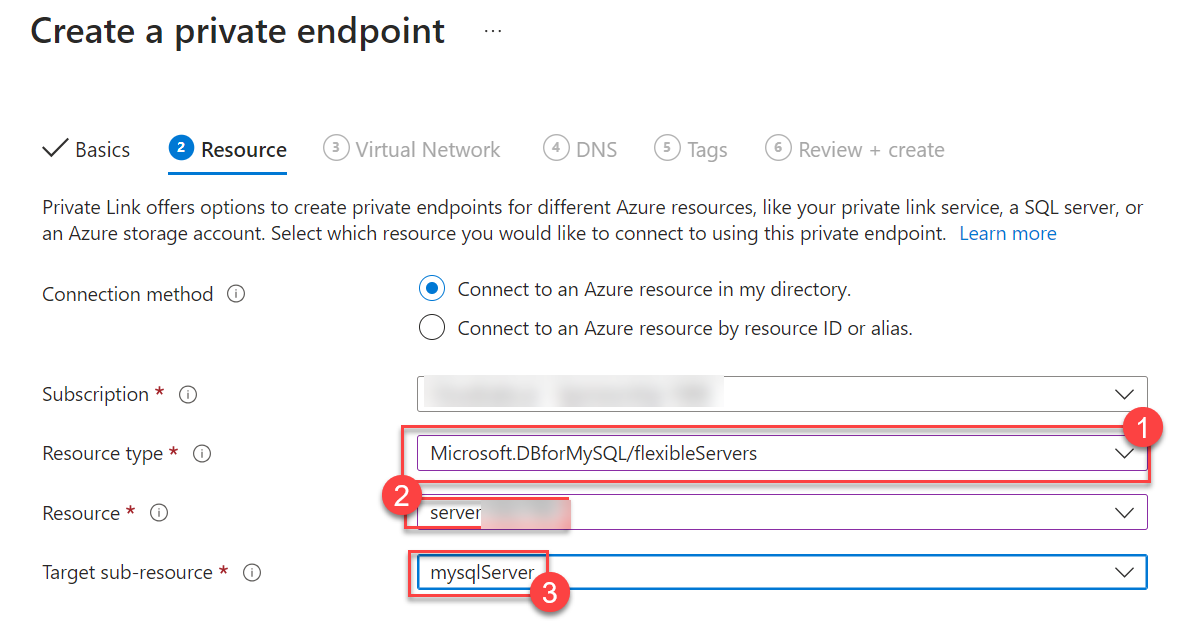 Create a private endpoint ...
Basics 2 Resource 3 Virtual Network 4 DNS 5 Tags 6 Review + create
Private Link offers options to create private endpoints for different Azure resources, like your private link service, a SQL server, or
an Azure storage account. Select which resource you would like to connect to using this private endpoint. Learn more
Connection method Connect to an Azure resource in my directory.
Connect to an Azure resource by resource ID or alias.
Subscription *
1
Resource type * Microsoft.DBforMySQL/flexibleServers
2
Resource * server
Target sub-resource * mysqlServer
3